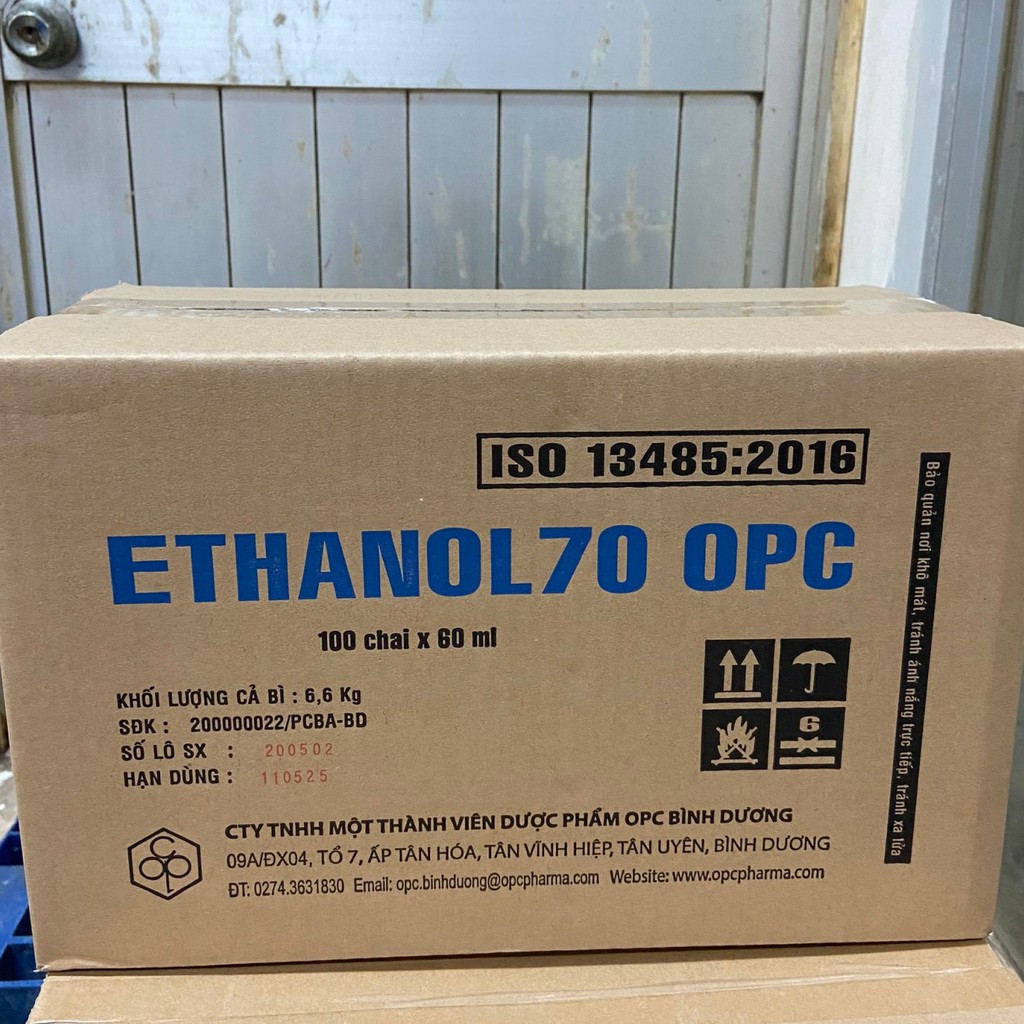 ISO 13485:2016
ETHANOL70 OPC
100 chai x 60 ml
KHỐI LƯỢNG CẢ BÌ : 6,6 Kg
SĐK : 200000022/PCBA-BD
SỐ LÔ SX : 200502
HẠN DÙNG : 110525
6
Bảo quản nơi khô mát, tránh ánh nắng trực tiếp, tránh xa lửa
OPC
CTY TNHH MỘT THÀNH VIÊN DƯỢC PHẨM OPC BÌNH DƯƠNG
09A/ĐX04, TỔ 7, ẤP TÂN HÓA, TÂN VĨNH HIỆP, TÂN UYÊN, BÌNH DƯƠNG
ĐT: 0274.3631830 Email: opc.binhduong@opcpharma.com Website: www.opcpharma.com